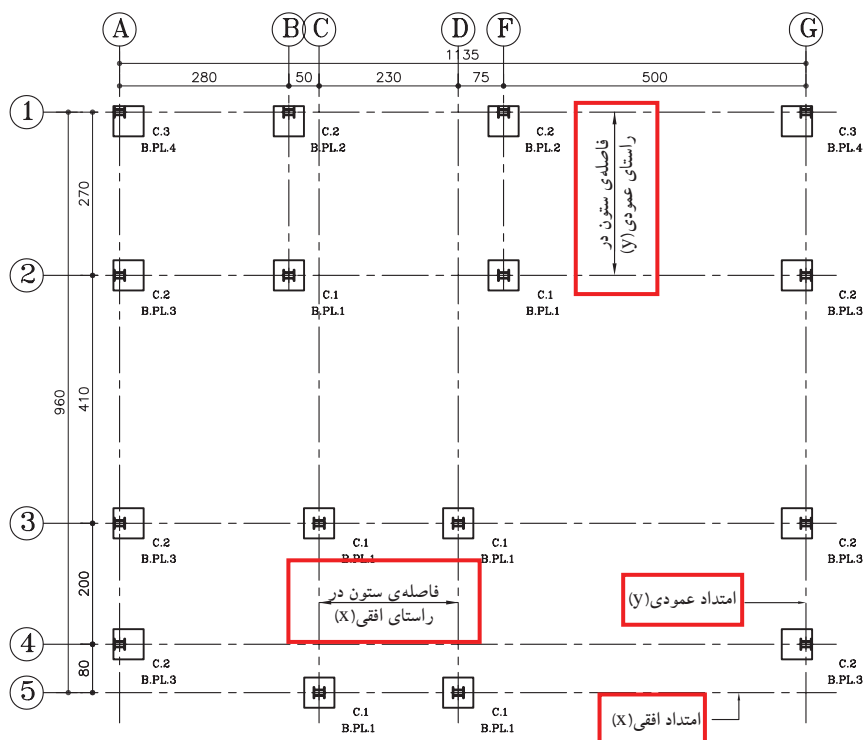 A B C D F G
1135
280 50 230 75 500
1
C.3 C.2 C.2 C.3
B.PL.4 B.PL.2 B.PL.2 B.PL.4
270
فاصله‌ی ستون در
راستای عمودی(y)
2
C.2 C.1 C.1 C.2
B.PL.3 B.PL.1 B.PL.1 B.PL.3
960
410
3
C.2 C.1 C.1 C.2
B.PL.3 B.PL.1 B.PL.1 B.PL.3
200
فاصله‌ی ستون در
راستای افقی(x)
امتداد عمودی(y)
4
C.2 C.2
B.PL.3 B.PL.3
80
5
C.1 C.1
B.PL.1 B.PL.1
امتداد افقی(x)